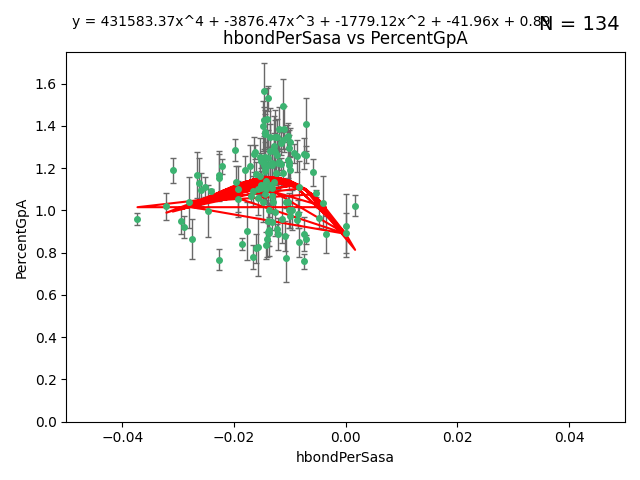 y = 431583.37x^4 + -3876.47x^3 + -1779.12x^2 + -41.96x + 0.89
N = 134
hbondPerSasa vs PercentGpA
PercentGpA
1.6
1.4
1.2
1.0
0.8
0.6
0.4
0.2
0.0
−0.04 −0.02 0.00 0.02 0.04
hbondPerSasa